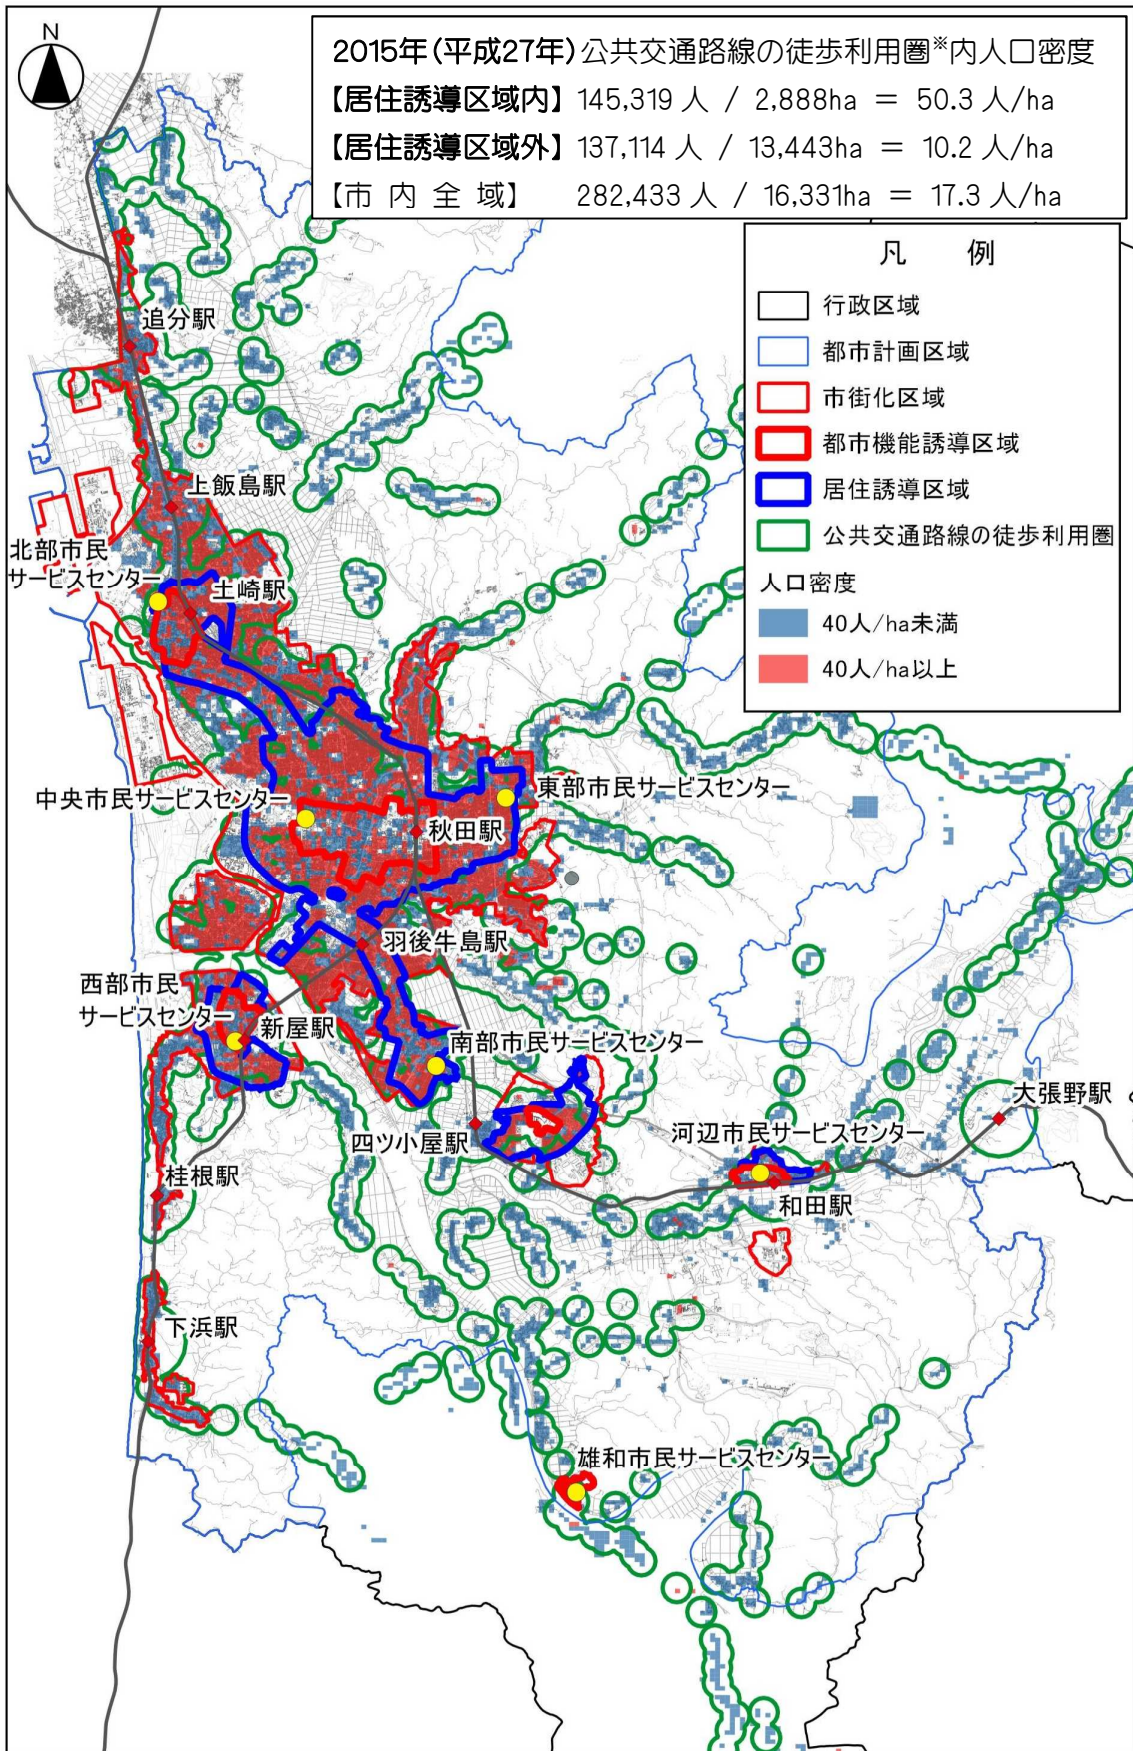 N
2015年(平成27年)公共交通路線の徒歩利用圏※内人口密度
【居住誘導区域内】 145,319 人 / 2,888ha = 50.3 人/ha
【居住誘導区域外】 137,114 人 / 13,443ha = 10.2 人/ha
【市 内 全 域】 282,433 人 / 16,331ha = 17.3 人/ha
凡 例
行政区域
都市計画区域
市街化区域
都市機能誘導区域
居住誘導区域
公共交通路線の徒歩利用圏
人口密度
40人/ha未満
40人/ha以上
追分駅
上飯島駅
北部市民
サービスセンター
土崎駅
中央市民サービスセンター
東部市民サービスセンター
秋田駅
羽後牛島駅
西部市民
サービスセンター
新屋駅
南部市民サービスセンター
四ツ小屋駅
大張野駅
河辺市民サービスセンター
和田駅
桂根駅
下浜駅
雄和市民サービスセンター